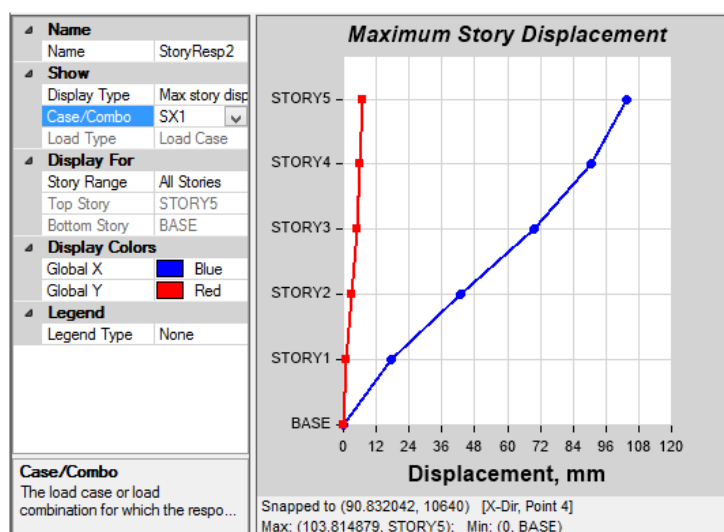 Name
Name StoryResp2
Show
Display Type Max story disp
Case/Combo SX1
Load Type Load Case
Display For
Story Range All Stories
Top Story STORY5
Bottom Story BASE
Display Colors
Global X Blue
Global Y Red
Legend
Legend Type None
Case/Combo
The load case or load
combination for which the respo...
Maximum Story Displacement
STORY5
STORY4
STORY3
STORY2
STORY1
BASE
0 12 24 36 48 60 72 84 96 108 120
Displacement, mm
Snapped to (90.832042, 10640) [X-Dir, Point 4]
Max: (103.814879, STORY5); Min: (0, BASE)